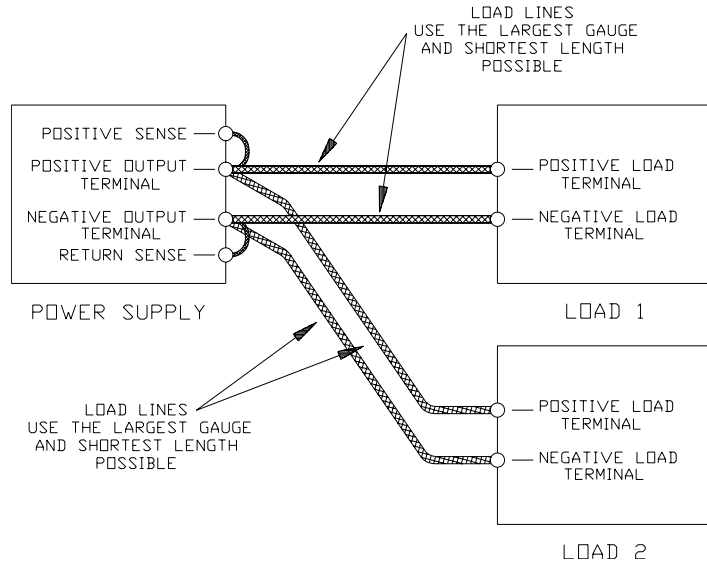 LOAD LINES
USE THE LARGEST GAUGE
AND SHORTEST LENGTH
POSSIBLE
POSITIVE SENSE
POSITIVE OUTPUT
TERMINAL
NEGATIVE OUTPUT
TERMINAL
RETURN SENSE
POWER SUPPLY
POSITIVE LOAD
TERMINAL
NEGATIVE LOAD
TERMINAL
LOAD 1
LOAD LINES
USE THE LARGEST GAUGE
AND SHORTEST LENGTH
POSSIBLE
POSITIVE LOAD
TERMINAL
NEGATIVE LOAD
TERMINAL
LOAD 2